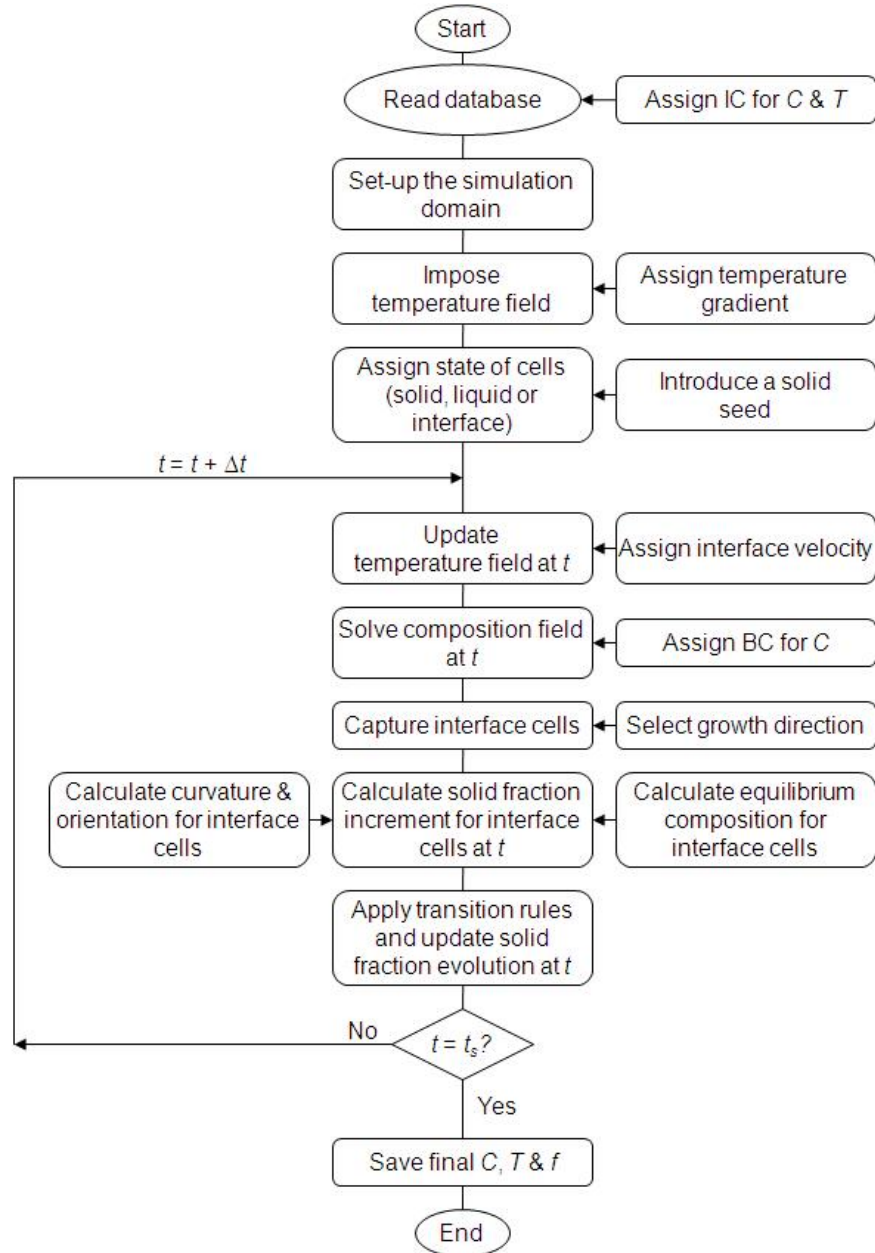 Start
Read database
Assign IC for C & T
Set-up the simulation
domain
Impose
temperature field
Assign temperature
gradient
Assign state of cells
(solid, liquid or
interface)
Introduce a solid
seed
t = t + Δt
Update
temperature field at t
Assign interface velocity
Solve composition field
at t
Assign BC for C
Capture interface cells
Select growth direction
Calculate curvature &
orientation for interface
cells
Calculate solid fraction
increment for interface
cells at t
Calculate equilibrium
composition for
interface cells
Apply transition rules
and update solid
fraction evolution at t
No
t = tₛ?
Yes
Save final C, T & f
End